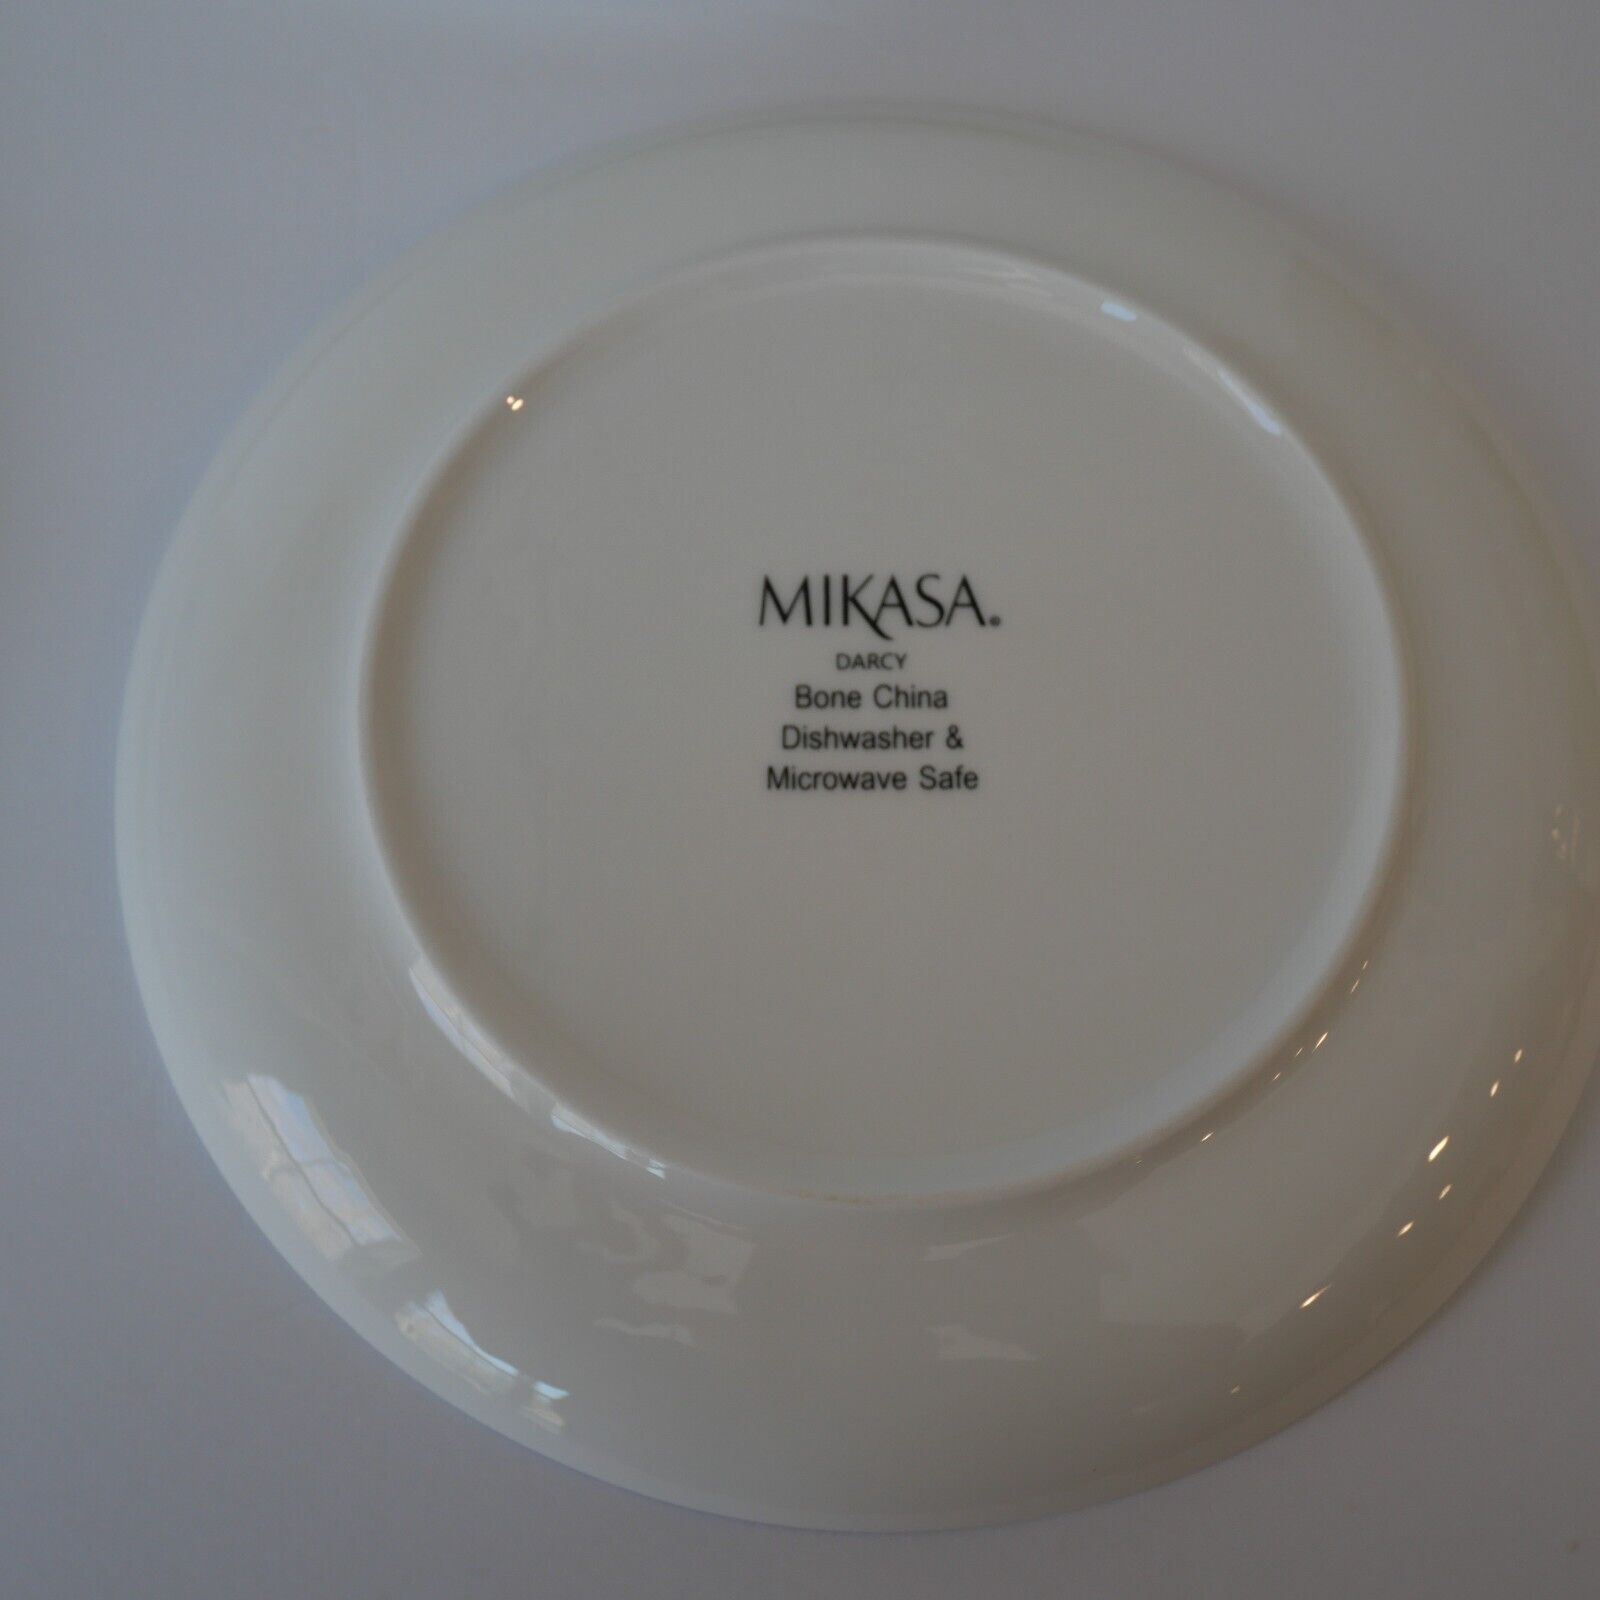 MIKASA®
DARCY
Bone China
Dishwasher &
Microwave Safe